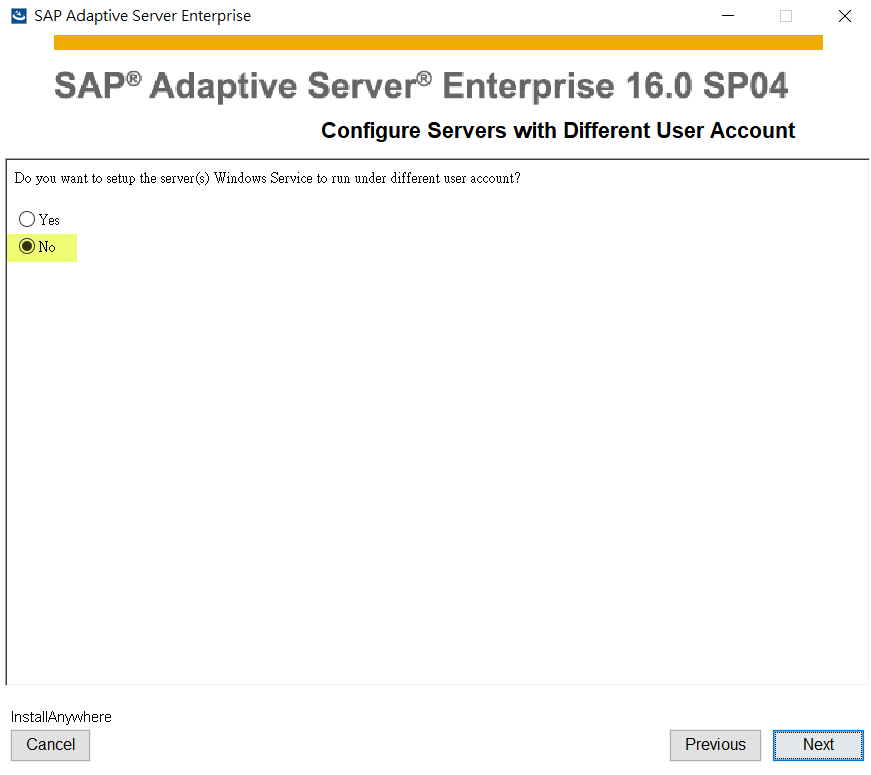 SAP Adaptive Server Enterprise
SAP® Adaptive Server® Enterprise 16.0 SP04
Configure Servers with Different User Account
Do you want to setup the server(s) Windows Service to run under different user account?
Yes
No
InstallAnywhere
Cancel
Previous
Next